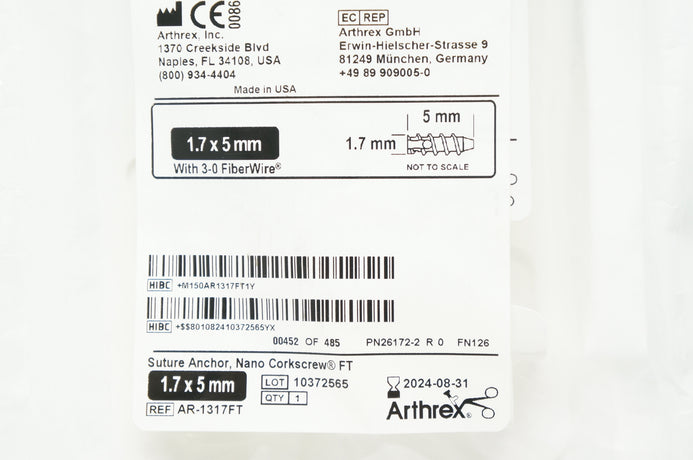 CE 0086
Arthrex, Inc.
1370 Creekside Blvd
Naples, FL 34108, USA
(800) 934-4404
EC REP
Arthrex GmbH
Erwin-Hielscher-Strasse 9
81249 München, Germany
+49 89 909005-0
Made in USA
1.7 x 5 mm
With 3-0 FiberWire®
5 mm
1.7 mm
NOT TO SCALE
HIBC +M150AR1317FT1Y
HIBC +$$801082410372565YX
00452 OF 485 PN26172-2 R 0 FN126
Suture Anchor, Nano Corkscrew® FT
1.7 x 5 mm
LOT 10372565
QTY 1
REF AR-1317FT
2024-08-31
Arthrex®